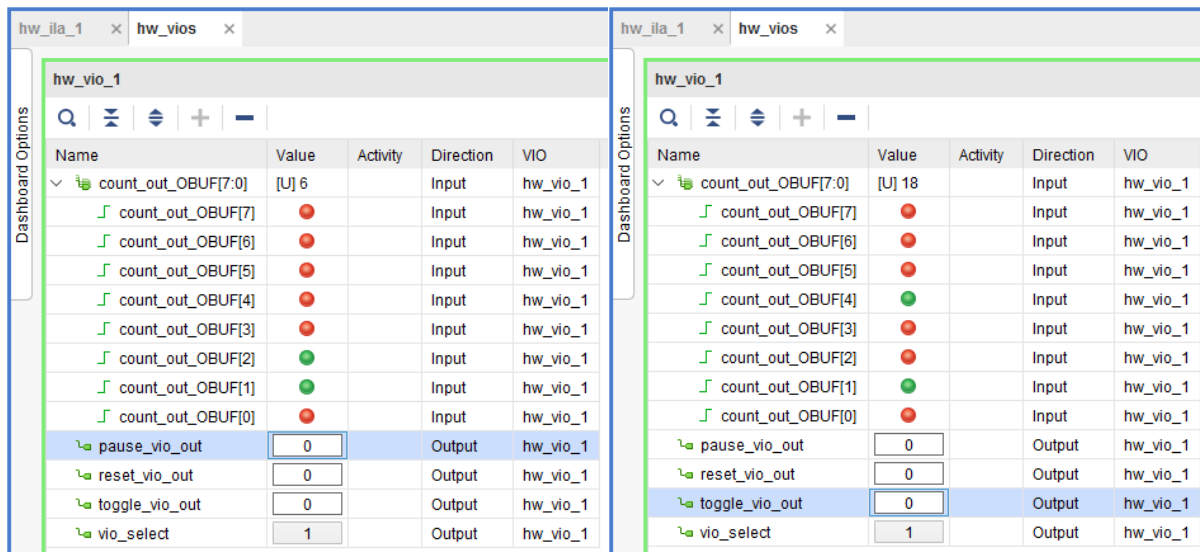 hw_ila_1 × hw_vios ×
Dashboard Options
hw_vio_1
Name Value Activity Direction VIO
count_out_OBUF[7:0] [U] 6 Input hw_vio_1
count_out_OBUF[7] Input hw_vio_1
count_out_OBUF[6] Input hw_vio_1
count_out_OBUF[5] Input hw_vio_1
count_out_OBUF[4] Input hw_vio_1
count_out_OBUF[3] Input hw_vio_1
count_out_OBUF[2] Input hw_vio_1
count_out_OBUF[1] Input hw_vio_1
count_out_OBUF[0] Input hw_vio_1
pause_vio_out 0 Output hw_vio_1
reset_vio_out 0 Output hw_vio_1
toggle_vio_out 0 Output hw_vio_1
vio_select 1 Output hw_vio_1
hw_ila_1 × hw_vios ×
Dashboard Options
hw_vio_1
Name Value Activity Direction VIO
count_out_OBUF[7:0] [U] 18 Input hw_vio_1
count_out_OBUF[7] Input hw_vio_1
count_out_OBUF[6] Input hw_vio_1
count_out_OBUF[5] Input hw_vio_1
count_out_OBUF[4] Input hw_vio_1
count_out_OBUF[3] Input hw_vio_1
count_out_OBUF[2] Input hw_vio_1
count_out_OBUF[1] Input hw_vio_1
count_out_OBUF[0] Input hw_vio_1
pause_vio_out 0 Output hw_vio_1
reset_vio_out 0 Output hw_vio_1
toggle_vio_out 0 Output hw_vio_1
vio_select 1 Output hw_vio_1